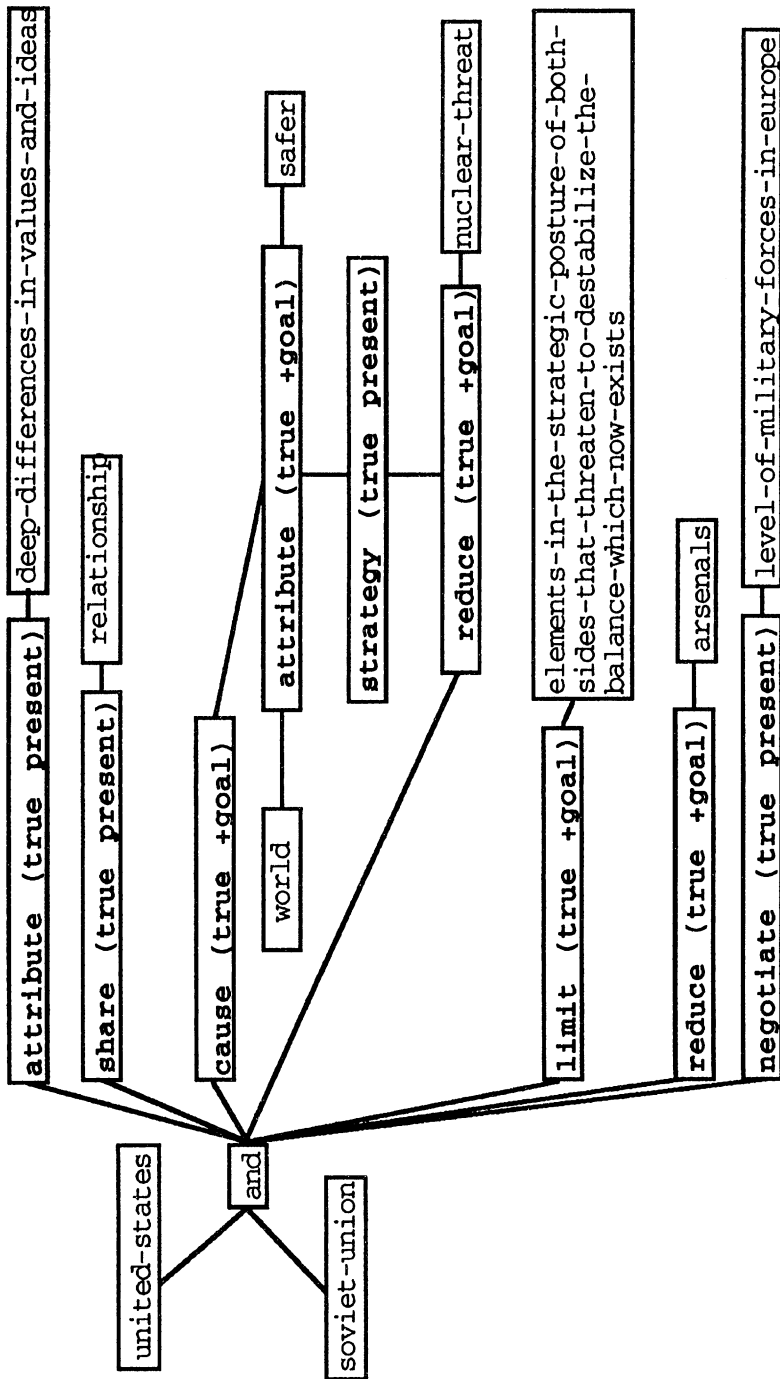 united-states
and
soviet-union
attribute (true present)
deep-differences-in-values-and-ideas
share (true present)
relationship
cause (true +goal)
world
attribute (true +goal)
safer
strategy (true present)
reduce (true +goal)
nuclear-threat
limit (true +goal)
elements-in-the-strategic-posture-of-both-
sides-that-threaten-to-destabilize-the-
balance-which-now-exists
reduce (true +goal)
arsenals
negotiate (true present)
level-of-military-forces-in-europe